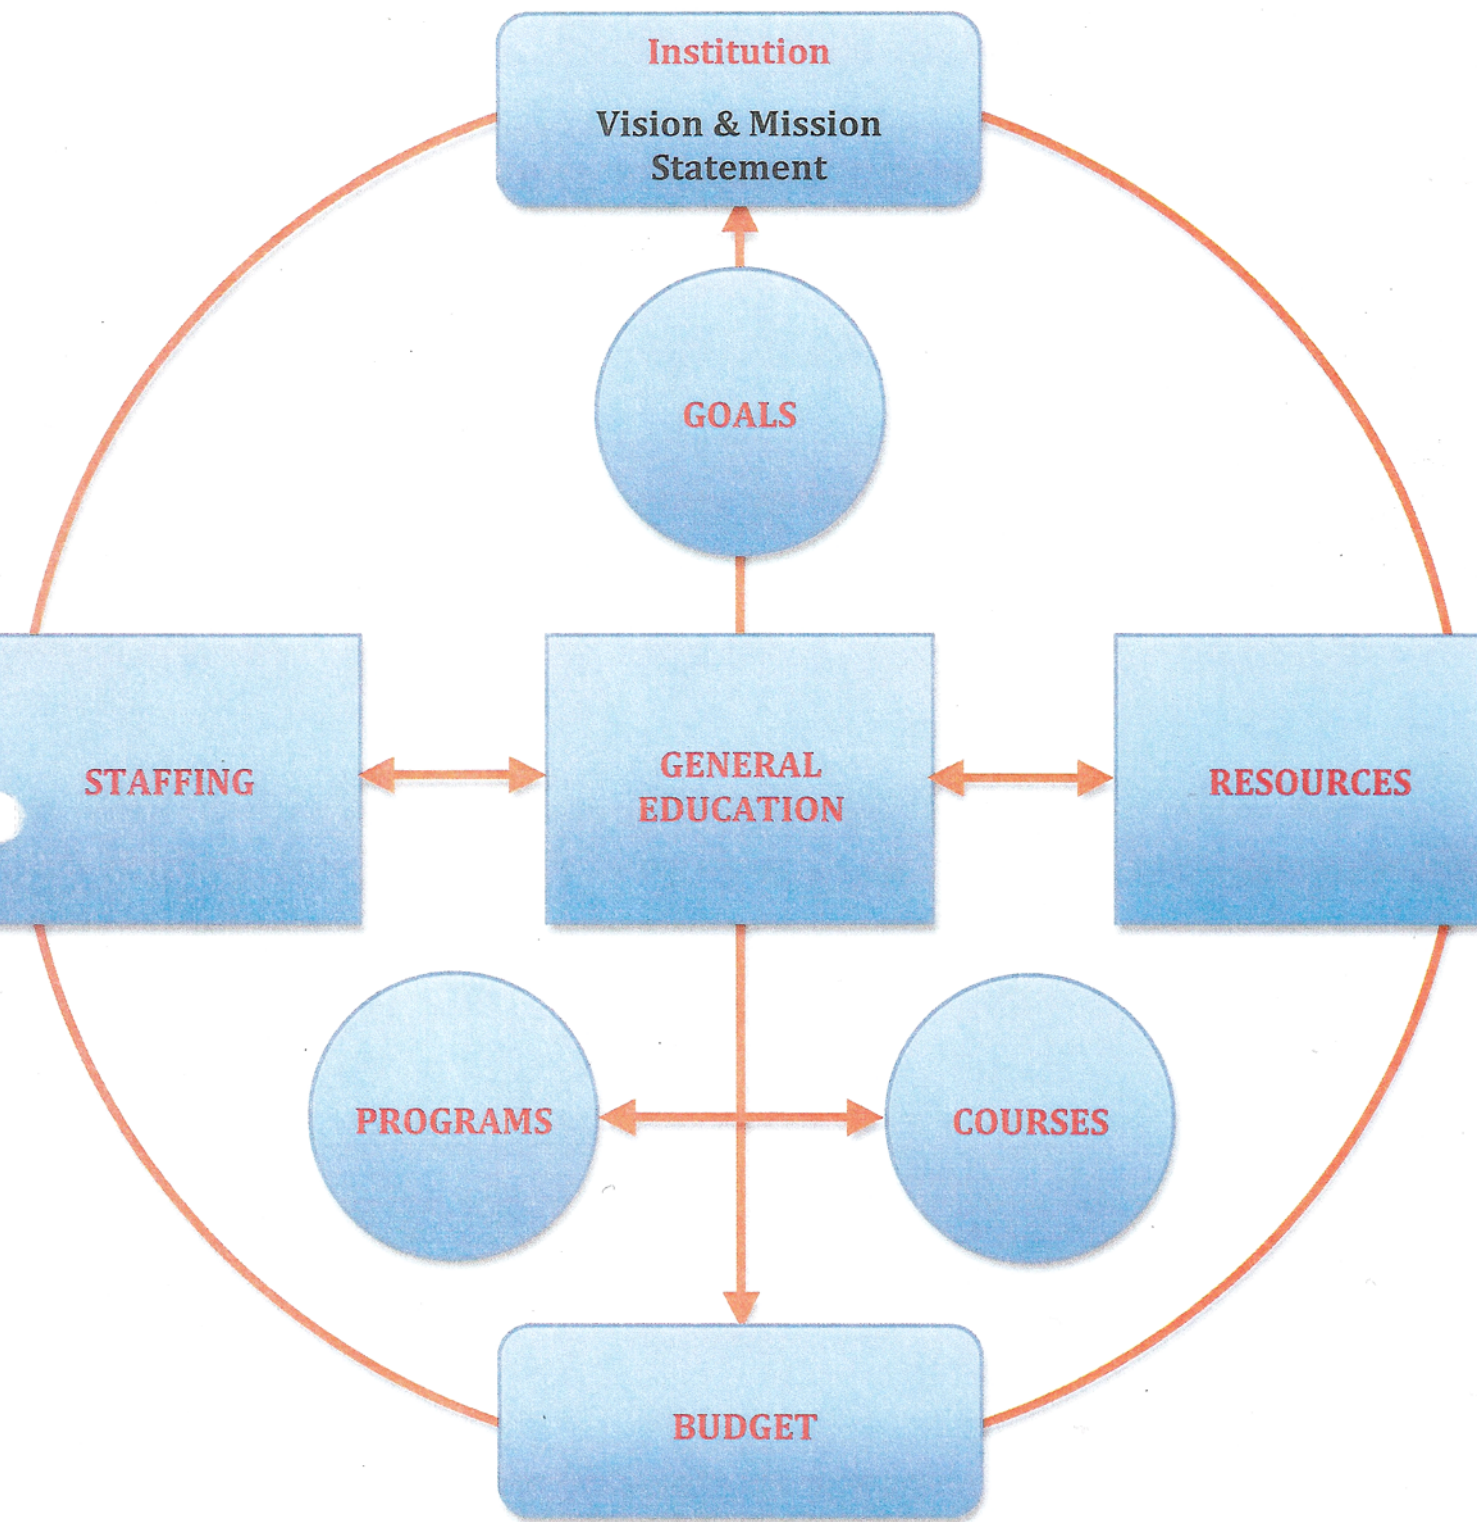 Institution
Vision & Mission
Statement
GOALS
STAFFING
GENERAL
EDUCATION
RESOURCES
PROGRAMS
COURSES
BUDGET